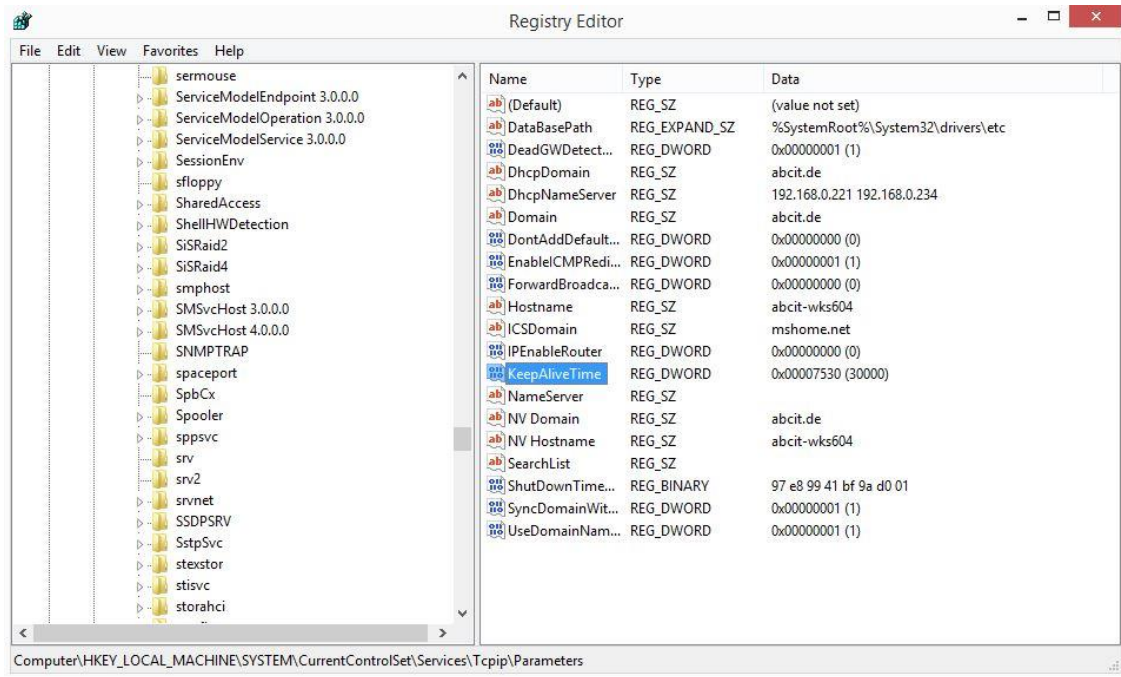 Registry Editor
File Edit View Favorites Help
sermouse
ServiceModelEndpoint 3.0.0.0
ServiceModelOperation 3.0.0.0
ServiceModelService 3.0.0.0
SessionEnv
sfloppy
SharedAccess
ShellHWDetection
SiSRaid2
SiSRaid4
smphost
SMSvcHost 3.0.0.0
SMSvcHost 4.0.0.0
SNMPTRAP
spaceport
SpbCx
Spooler
sppsvc
srv
srv2
srvnet
SSDPSRV
SstpSvc
stexstor
stisvc
storahci
Name Type Data
(Default) REG_SZ (value not set)
DataBasePath REG_EXPAND_SZ %SystemRoot%\System32\drivers\etc
DeadGWDetect... REG_DWORD 0x00000001 (1)
DhcpDomain REG_SZ abcit.de
DhcpNameServer REG_SZ 192.168.0.221 192.168.0.234
Domain REG_SZ abcit.de
DontAddDefault... REG_DWORD 0x00000000 (0)
EnableICMPRedi... REG_DWORD 0x00000001 (1)
ForwardBroadca... REG_DWORD 0x00000000 (0)
Hostname REG_SZ abcit-wks604
ICSDomain REG_SZ mshome.net
IPEnableRouter REG_DWORD 0x00000000 (0)
KeepAliveTime REG_DWORD 0x00007530 (30000)
NameServer REG_SZ
NV Domain REG_SZ abcit.de
NV Hostname REG_SZ abcit-wks604
SearchList REG_SZ
ShutDownTime... REG_BINARY 97 e8 99 41 bf 9a d0 01
SyncDomainWit... REG_DWORD 0x00000001 (1)
UseDomainNam... REG_DWORD 0x00000001 (1)
Computer\HKEY_LOCAL_MACHINE\SYSTEM\CurrentControlSet\Services\Tcpip\Parameters